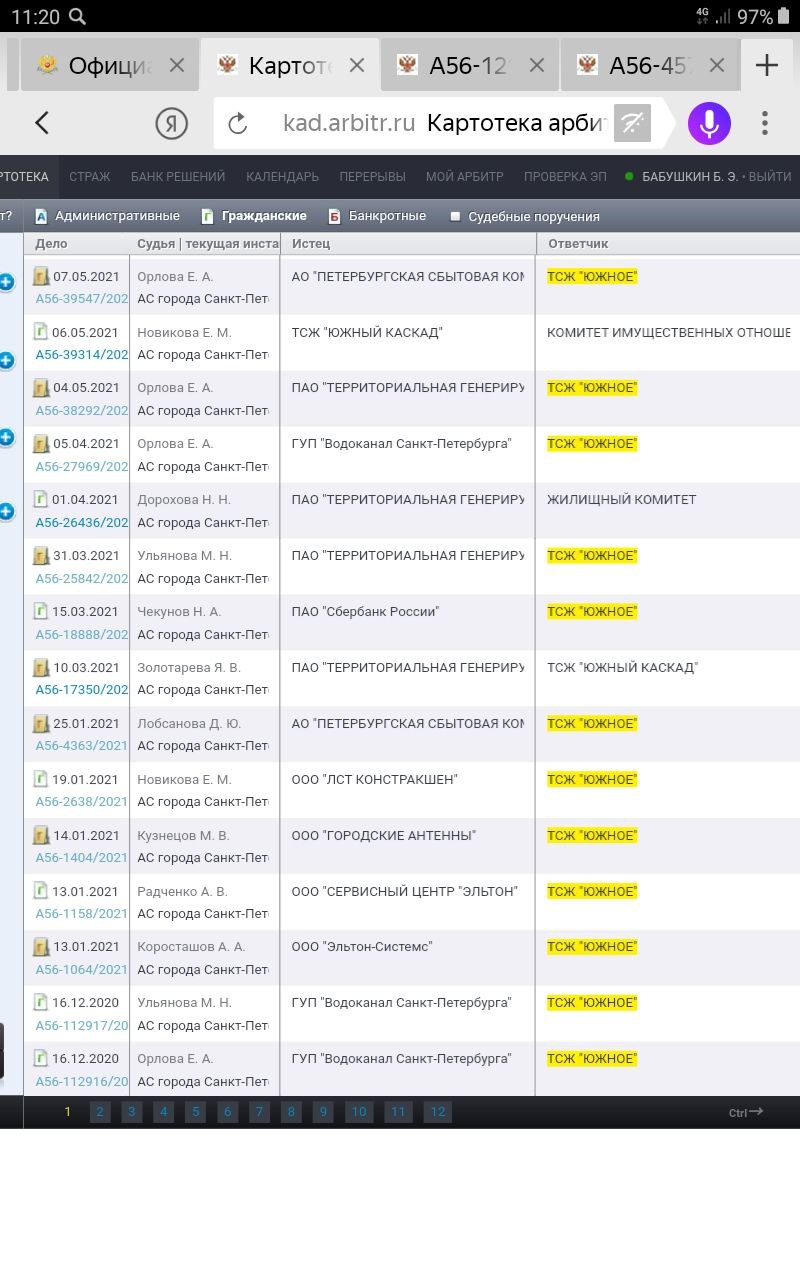 11:20 4G 97%
Официа Картоте А56-12 А56-45
Я kad.arbitr.ru Картотека арби
РТОТЕКА СТРАЖ БАНК РЕШЕНИЙ КАЛЕНДАРЬ ПЕРЕРЫВЫ МОЙ АРБИТР ПРОВЕРКА ЭП БАБУШКИН Б. Э. • ВЫЙТИ
т? А Административные Г Гражданские Б Банкротные Судебные поручения
Дело Судья | текущая инста Истец Ответчик
07.05.2021 Орлова Е. А. АО "ПЕТЕРБУРГСКАЯ СБЫТОВАЯ КОМ ТСЖ "ЮЖНОЕ"
А56-39547/202 АС города Санкт-Пет
06.05.2021 Новикова Е. М. ТСЖ "ЮЖНЫЙ КАСКАД" КОМИТЕТ ИМУЩЕСТВЕННЫХ ОТНОШЕ
А56-39314/202 АС города Санкт-Пет
04.05.2021 Орлова Е. А. ПАО "ТЕРРИТОРИАЛЬНАЯ ГЕНЕРИРУ ТСЖ "ЮЖНОЕ"
А56-38292/202 АС города Санкт-Пет
05.04.2021 Орлова Е. А. ГУП "Водоканал Санкт-Петербурга" ТСЖ "ЮЖНОЕ"
А56-27969/202 АС города Санкт-Пет
01.04.2021 Дорохова Н. Н. ПАО "ТЕРРИТОРИАЛЬНАЯ ГЕНЕРИРУ ЖИЛИЩНЫЙ КОМИТЕТ
А56-26436/202 АС города Санкт-Пет
31.03.2021 Ульянова М. Н. ПАО "ТЕРРИТОРИАЛЬНАЯ ГЕНЕРИРУ ТСЖ "ЮЖНОЕ"
А56-25842/202 АС города Санкт-Пет
15.03.2021 Чекунов Н. А. ПАО "Сбербанк России" ТСЖ "ЮЖНОЕ"
А56-18888/202 АС города Санкт-Пет
10.03.2021 Золотарева Я. В. ПАО "ТЕРРИТОРИАЛЬНАЯ ГЕНЕРИРУ ТСЖ "ЮЖНЫЙ КАСКАД"
А56-17350/202 АС города Санкт-Пет
25.01.2021 Лобсанова Д. Ю. АО "ПЕТЕРБУРГСКАЯ СБЫТОВАЯ КОМ ТСЖ "ЮЖНОЕ"
А56-4363/2021 АС города Санкт-Пет
19.01.2021 Новикова Е. М. ООО "ЛСТ КОНСТРАКШЕН" ТСЖ "ЮЖНОЕ"
А56-2638/2021 АС города Санкт-Пет
14.01.2021 Кузнецов М. В. ООО "ГОРОДСКИЕ АНТЕННЫ" ТСЖ "ЮЖНОЕ"
А56-1404/2021 АС города Санкт-Пет
13.01.2021 Радченко А. В. ООО "СЕРВИСНЫЙ ЦЕНТР "ЭЛЬТОН" ТСЖ "ЮЖНОЕ"
А56-1158/2021 АС города Санкт-Пет
13.01.2021 Коросташов А. А. ООО "Эльтон-Системс" ТСЖ "ЮЖНОЕ"
А56-1064/2021 АС города Санкт-Пет
16.12.2020 Ульянова М. Н. ГУП "Водоканал Санкт-Петербурга" ТСЖ "ЮЖНОЕ"
А56-112917/20 АС города Санкт-Пет
16.12.2020 Орлова Е. А. ГУП "Водоканал Санкт-Петербурга" ТСЖ "ЮЖНОЕ"
А56-112916/20 АС города Санкт-Пет
1 2 3 4 5 6 7 8 9 10 11 12 Ctrl→